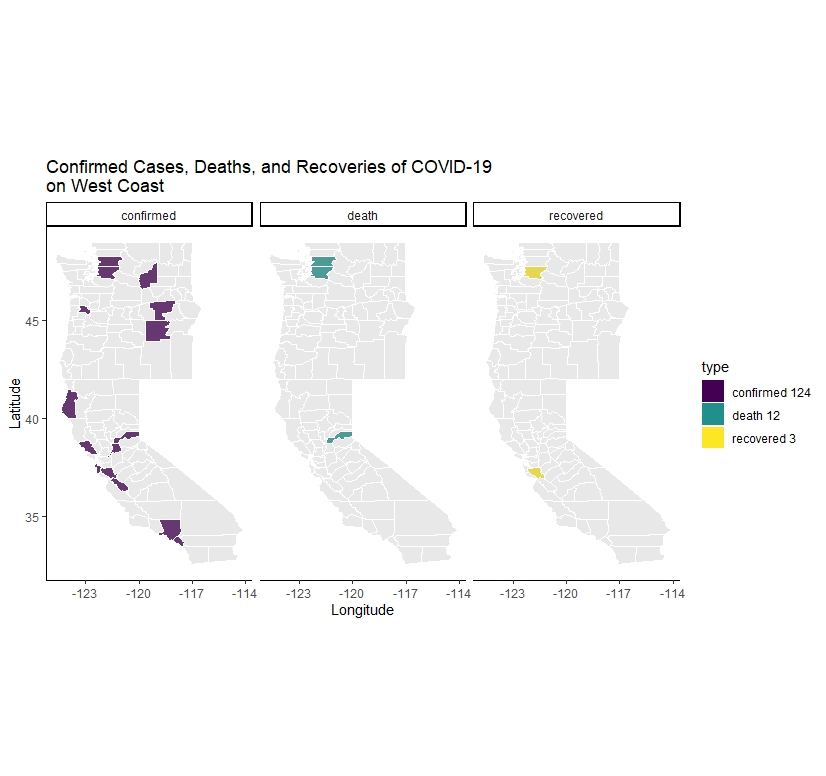 Confirmed Cases, Deaths, and Recoveries of COVID-19
on West Coast
confirmed
death
recovered
45
40
35
Latitude
-123
-120
-117
-114
-123
-120
-117
-114
-123
-120
-117
-114
Longitude
type
confirmed 124
death 12
recovered 3